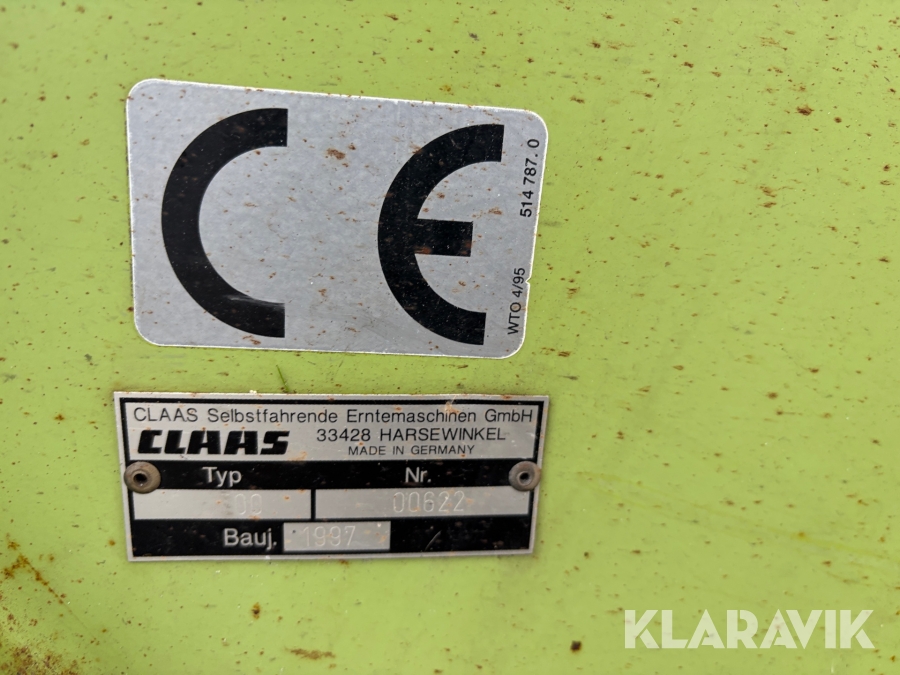 CE
514 787. 0
WTO 4/95
CLAAS Selbstfahrende Erntemaschinen GmbH
CLAAS 33428 HARSEWINKEL
MADE IN GERMANY
Typ Nr.
00622
Bauj. 1997
KLARAVIK